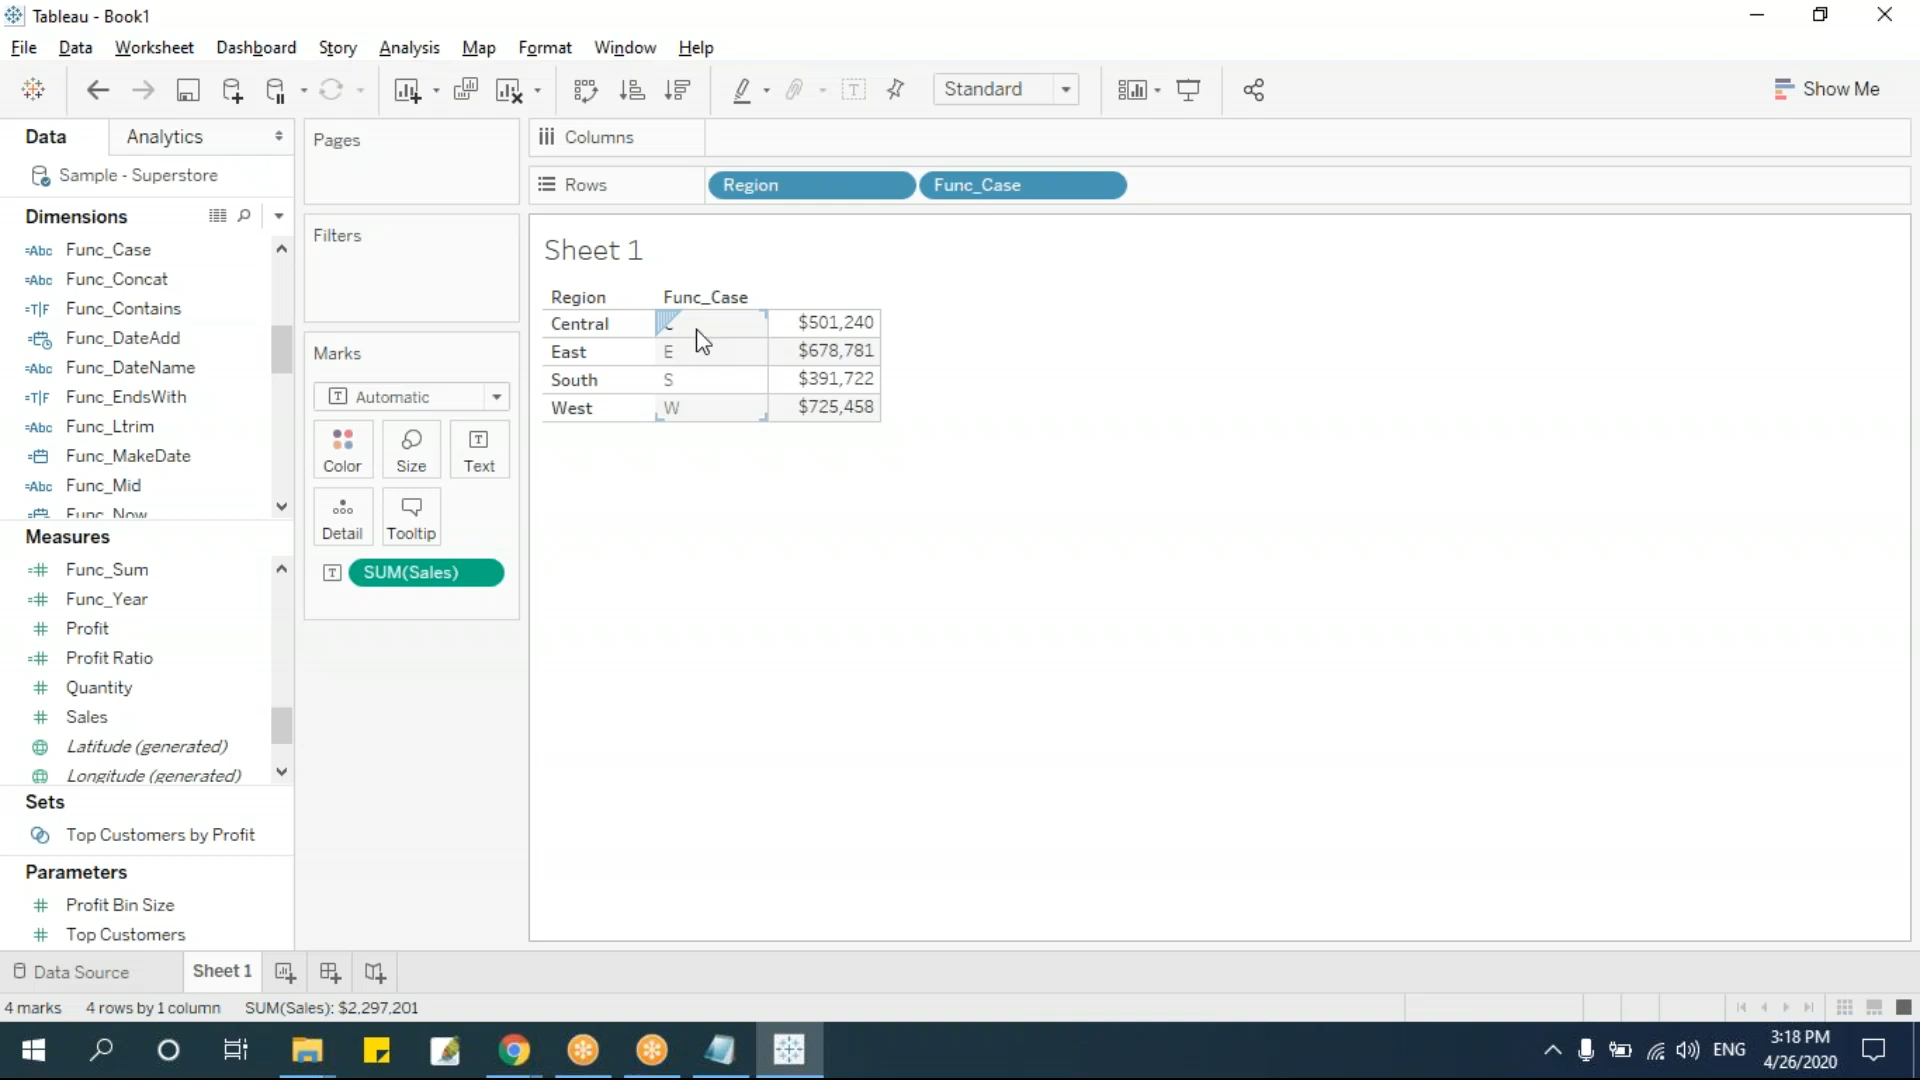 Tableau - Book1
File Data Worksheet Dashboard Story Analysis Map Format Window Help
Standard
Show Me
Data
Analytics
Sample - Superstore
Dimensions
Func_Case
Func_Concat
Func_Contains
Func_DateAdd
Func_DateName
Func_EndsWith
Func_Ltrim
Func_MakeDate
Func_Mid
Func_Now
Measures
Func_Sum
Func_Year
Profit
Profit Ratio
Quantity
Sales
Latitude (generated)
Longitude (generated)
Sets
Top Customers by Profit
Parameters
Profit Bin Size
Top Customers
Pages
Filters
Marks
Automatic
Color Size Text
Detail Tooltip
SUM(Sales)
Columns
Rows Region Func_Case
Sheet 1
Region Func_Case
Central $501,240
East E $678,781
South S $391,722
West W $725,458
Data Source Sheet 1
4 marks 4 rows by 1 column SUM(Sales): $2,297,201
ENG
3:18 PM
4/26/2020